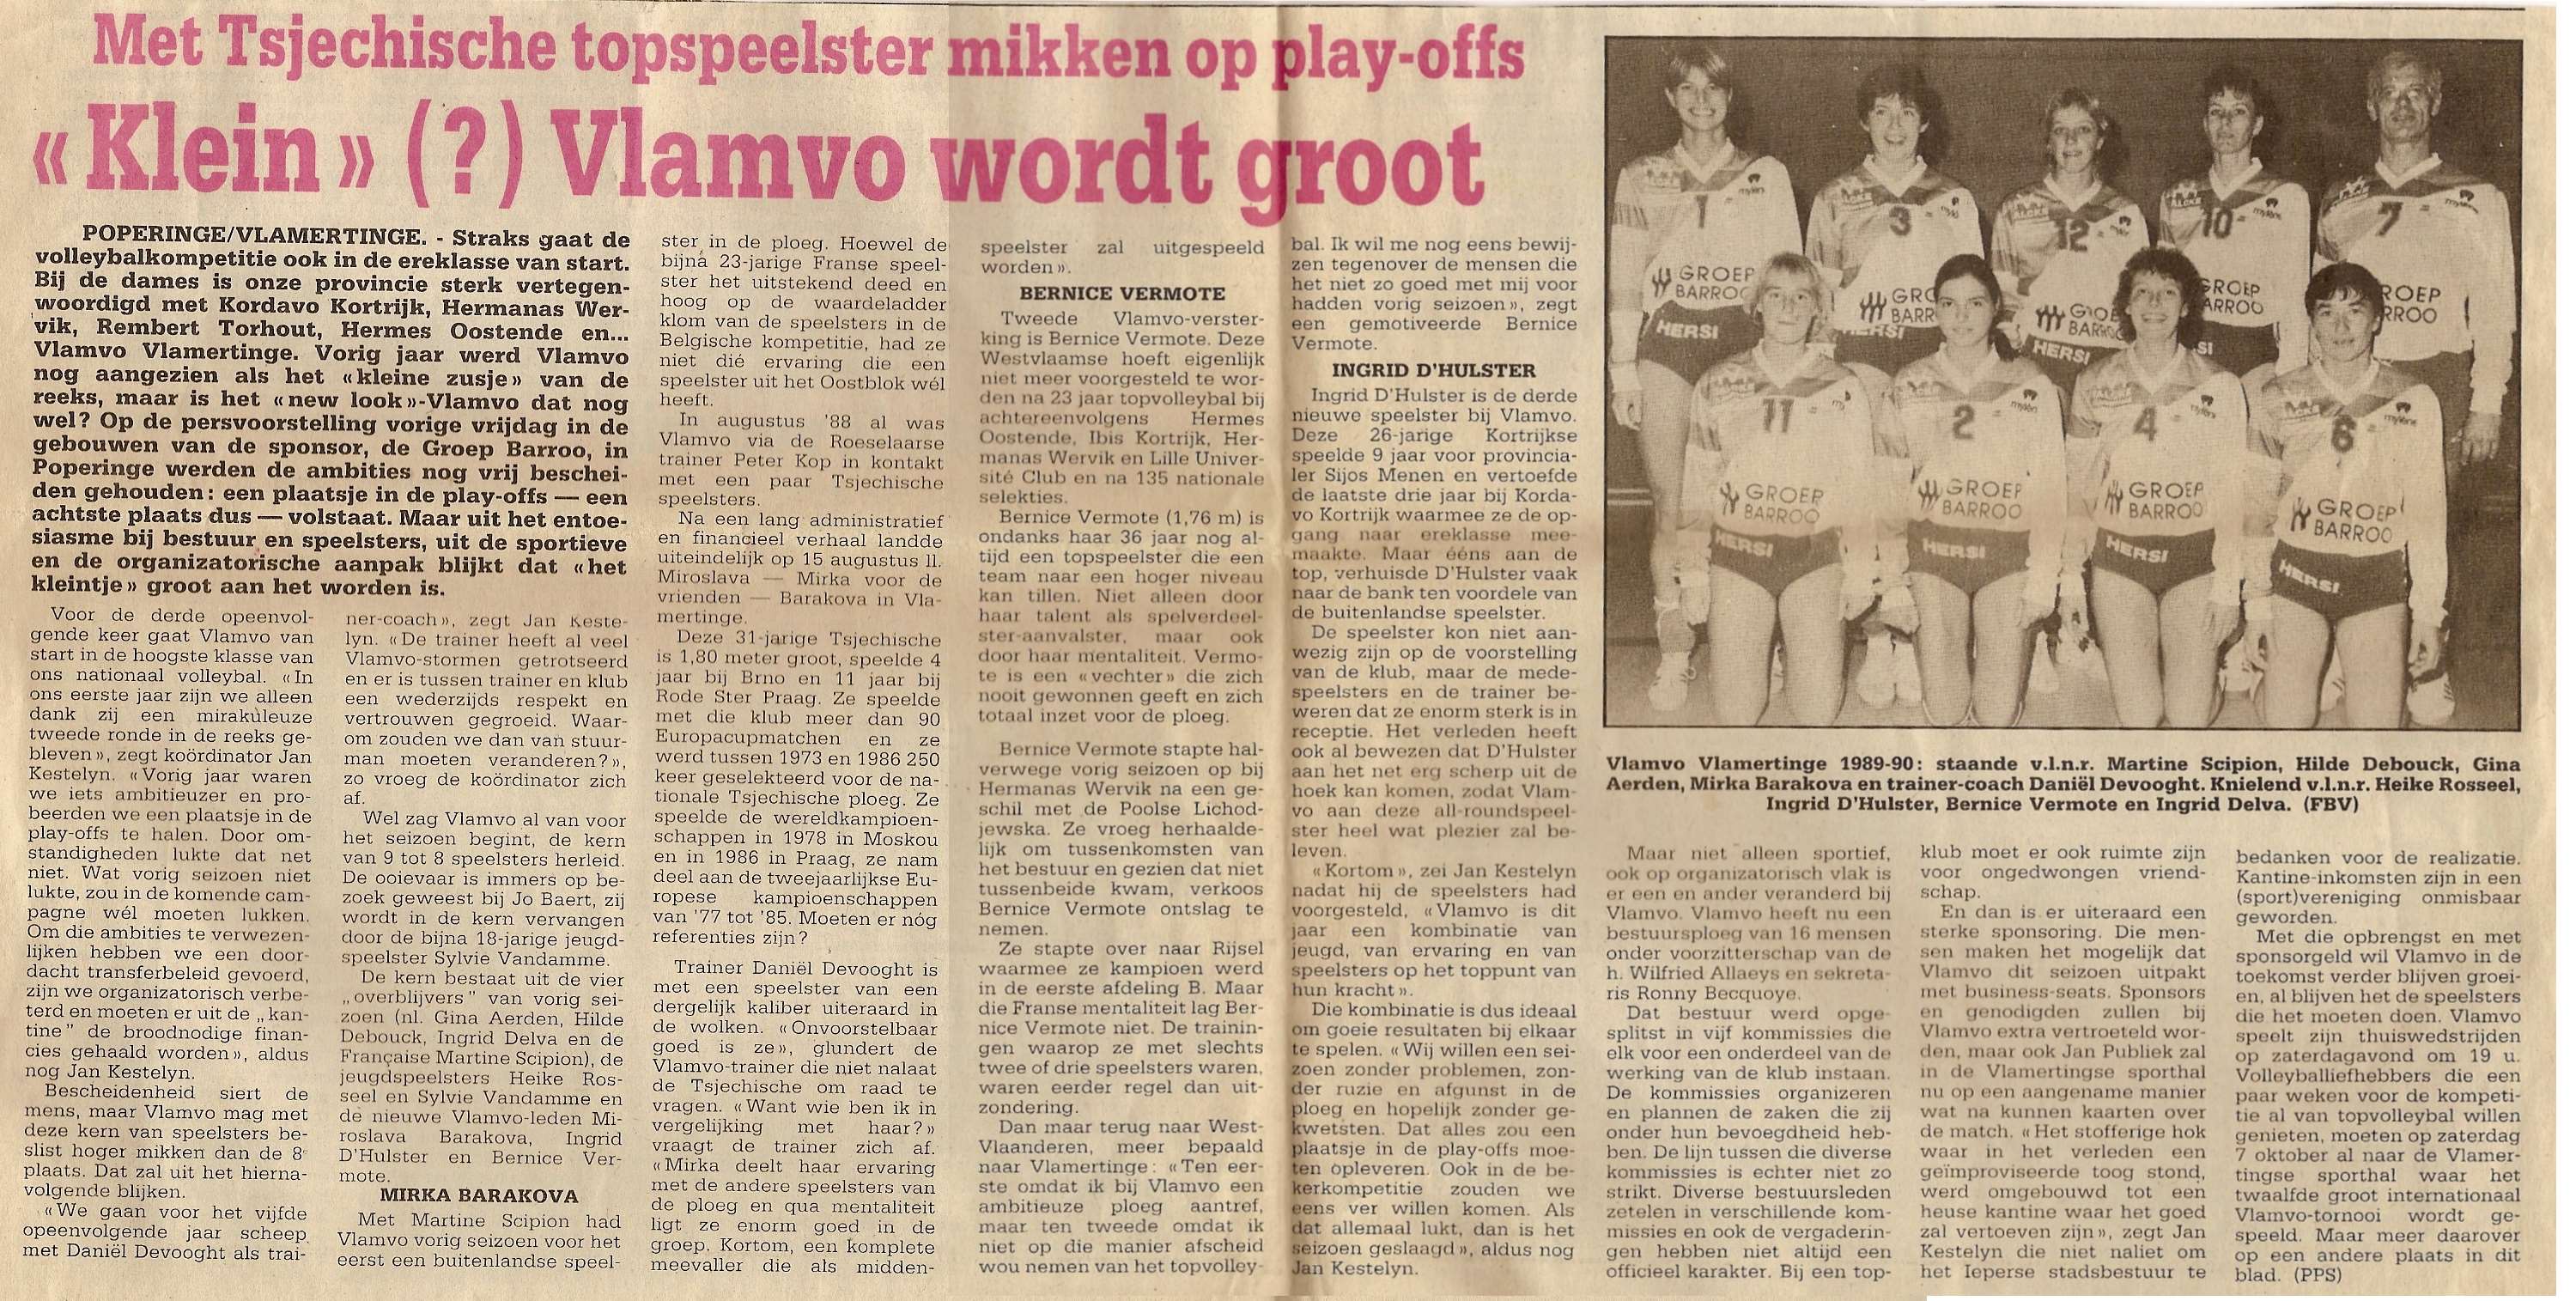 Met Tsjechische topspeelster mikken op play-offs
« Klein » (?) Vlamvo wordt groot
POPERINGE/VLAMERTINGE. - Straks gaat de
volleybalkompetitie ook in de ereklasse van start.
Bij de dames is onze provincie sterk vertegen-
woordigd met Kordavo Kortrijk, Hermanas Wer-
vik, Rembert Torhout, Hermes Oostende en...
Vlamvo Vlamertinge. Vorig jaar werd Vlamvo
nog aangezien als het « kleine zusje » van de
reeks, maar is het « new look »-Vlamvo dat nog
wel? Op de persvoorstelling vorige vrijdag in de
gebouwen van de sponsor, de Groep Barroo, in
Poperinge werden de ambities nog vrij beschei-
den gehouden: een plaatsje in de play-offs — een
achtste plaats dus — volstaat. Maar uit het entoe-
siasme bij bestuur en speelsters, uit de sportieve
en de organizatorische aanpak blijkt dat « het
kleintje » groot aan het worden is.
Voor de derde opeenvol-
gende keer gaat Vlamvo van
start in de hoogste klasse van
ons nationaal volleybal. « In
ons eerste jaar zijn we alleen
dank zij een mirakuleuze
tweede ronde in de reeks ge-
bleven », zegt koördinator Jan
Kestelyn. « Vorig jaar waren
we iets ambitieuzer en pro-
beerden we een plaatsje in de
play-offs te halen. Door om-
standigheden lukte dat net
niet. Wat vorig seizoen niet
lukte, zou in de komende cam-
pagne wél moeten lukken.
Om die ambities te verwezen-
lijken hebben we een door-
dacht transferbeleid gevoerd,
zijn we organizatorisch verbe-
terd en moeten er uit de „kan-
tine" de broodnodige finan-
cies gehaald worden », aldus
nog Jan Kestelyn.
Bescheidenheid siert de
mens, maar Vlamvo mag met
deze kern van speelsters be-
slist hoger mikken dan de 8e
plaats. Dat zal uit het hierna-
volgende blijken.
« We gaan voor het vijfde
opeenvolgende jaar scheep
met Daniël Devooght als trai-
ner-coach », zegt Jan Keste-
lyn. « De trainer heeft al veel
Vlamvo-stormen getrotseerd
en er is tussen trainer en klub
een wederzijds respekt en
vertrouwen gegroeid. Waar-
om zouden we dan van stuur-
man moeten veranderen? »,
zo vroeg de koördinator zich
af.
Wel zag Vlamvo al van voor
het seizoen begint, de kern
van 9 tot 8 speelsters herleid.
De ooievaar is immers op be-
zoek geweest bij Jo Baert, zij
wordt in de kern vervangen
door de bijna 18-jarige jeugd-
speelster Sylvie Vandamme.
De kern bestaat uit de vier
„overblijvers" van vorig sei-
zoen (nl. Gina Aerden, Hilde
Debouck, Ingrid Delva en de
Française Martine Scipion), de
jeugdspeelsters Heike Ros-
seel en Sylvie Vandamme en
de nieuwe Vlamvo-leden Mi-
roslava Barakova, Ingrid
D'Hulster en Bernice Ver-
mote.
MIRKA BARAKOVA
Met Martine Scipion had
Vlamvo vorig seizoen voor het
eerst een buitenlandse speel-
ster in de ploeg. Hoewel de
bijna 23-jarige Franse speel-
ster het uitstekend deed en
hoog op de waardeladder
klom van de speelsters in de
Belgische kompetitie, had ze
niet dié ervaring die een
speelster uit het Oostblok wél
heeft.
In augustus '88 al was
Vlamvo via de Roeselaarse
trainer Peter Kop in kontakt
met een paar Tsjechische
speelsters.
Na een lang administratief
en financieel verhaal landde
uiteindelijk op 15 augustus ll.
Miroslava — Mirka voor de
vrienden — Barakova in Vla-
mertinge.
Deze 31-jarige Tsjechische
is 1,80 meter groot, speelde 4
jaar bij Brno en 11 jaar bij
Rode Ster Praag. Ze speelde
met die klub meer dan 90
Europacupmatchen en ze
werd tussen 1973 en 1986 250
keer geselekteerd voor de na-
tionale Tsjechische ploeg. Ze
speelde de wereldkampioen-
schappen in 1978 in Moskou
en in 1986 in Praag, ze nam
deel aan de tweejaarlijkse Eu-
ropese kampioenschappen
van '77 tot '85. Moeten er nóg
referenties zijn?
Trainer Daniël Devooght is
met een speelster van een
dergelijk kaliber uiteraard in
de wolken. « Onvoorstelbaar
goed is ze », glundert de
Vlamvo-trainer die niet nalaat
de Tsjechische om raad te
vragen. « Want wie ben ik in
vergelijking met haar? »
vraagt de trainer zich af.
« Mirka deelt haar ervaring
met de andere speelsters van
de ploeg en qua mentaliteit
ligt ze enorm goed in de
groep. Kortom, een komplete
meevaller die als midden-
speelster zal uitgespeeld
worden ».
BERNICE VERMOTE
Tweede Vlamvo-verster-
king is Bernice Vermote. Deze
Westvlaamse hoeft eigenlijk
niet meer voorgesteld te wor-
den na 23 jaar topvolleybal bij
achtereenvolgens Hermes
Oostende, Ibis Kortrijk, Her-
manas Wervik en Lille Univer-
sité Club en na 135 nationale
selekties.
Bernice Vermote (1,76 m) is
ondanks haar 36 jaar nog al-
tijd een topspeelster die een
team naar een hoger niveau
kan tillen. Niet alleen door
haar talent als spelverdeel-
ster-aanvalster, maar ook
door haar mentaliteit. Vermo-
te is een « vechter » die zich
nooit gewonnen geeft en zich
totaal inzet voor de ploeg.
Bernice Vermote stapte hal-
verwege vorig seizoen op bij
Hermanas Wervik na een ge-
schil met de Poolse Lichod-
jewska. Ze vroeg herhaalde-
lijk om tussenkomsten van
het bestuur en gezien dat niet
tussenbeide kwam, verkoos
Bernice Vermote ontslag te
nemen.
Ze stapte over naar Rijsel
waarmee ze kampioen werd
in de eerste afdeling B. Maar
die Franse mentaliteit lag Ber-
nice Vermote niet. De trainin-
gen waarop ze met slechts
twee of drie speelsters waren,
waren eerder regel dan uit-
zondering.
Dan maar terug naar West-
Vlaanderen, meer bepaald
naar Vlamertinge: « Ten eer-
ste omdat ik bij Vlamvo een
ambitieuze ploeg aantref,
maar ten tweede omdat ik
niet op die manier afscheid
wou nemen van het topvolley-
bal. Ik wil me nog eens bewij-
zen tegenover de mensen die
het niet zo goed met mij voor
hadden vorig seizoen », zegt
een gemotiveerde Bernice
Vermote.
INGRID D'HULSTER
Ingrid D'Hulster is de derde
nieuwe speelster bij Vlamvo.
Deze 26-jarige Kortrijkse
speelde 9 jaar voor provincia-
ler Sijos Menen en vertoefde
de laatste drie jaar bij Korda-
vo Kortrijk waarmee ze de op-
gang naar ereklasse mee-
maakte. Maar ééns aan de
top, verhuisde D'Hulster vaak
naar de bank ten voordele van
de buitenlandse speelster.
De speelster kon niet aan-
wezig zijn op de voorstelling
van de klub, maar de mede-
speelsters en de trainer be-
weren dat ze enorm sterk is in
receptie. Het verleden heeft
ook al bewezen dat D'Hulster
aan het net erg scherp uit de
hoek kan komen, zodat Vlam-
vo aan deze all-roundspeel-
ster heel wat plezier zal be-
leven.
« Kortom », zei Jan Kestelyn
nadat hij de speelsters had
voorgesteld, « Vlamvo is dit
jaar een kombinatie van
jeugd, van ervaring en van
speelsters op het toppunt van
hun kracht ».
Die kombinatie is dus ideaal
om goeie resultaten bij elkaar
te spelen. « Wij willen een sei-
zoen zonder problemen, zon-
der ruzie en afgunst in de
ploeg en hopelijk zonder ge-
kwetsten. Dat alles zou een
plaatsje in de play-offs moe-
ten opleveren. Ook in de be-
kerkompetitie zouden we
eens ver willen komen. Als
dat allemaal lukt, dan is het
seizoen geslaagd », aldus nog
Jan Kestelyn.
1 3 12 10 7
GROEP BARROO
HERSI
11 2 4 6
GROEP GROEP GROEP GROEP
BARROO BARROO BARROO BARROO
HERSI HERSI HERSI HERSI
Vlamvo Vlamertinge 1989-90: staande v.l.n.r. Martine Scipion, Hilde Debouck, Gina
Aerden, Mirka Barakova en trainer-coach Daniël Devooght. Knielend v.l.n.r. Heike Rosseel,
Ingrid D'Hulster, Bernice Vermote en Ingrid Delva. (FBV)
Maar niet alleen sportief,
ook op organizatorisch vlak is
er een en ander veranderd bij
Vlamvo. Vlamvo heeft nu een
bestuursploeg van 16 mensen
onder voorzitterschap van de
h. Wilfried Allaeys en sekreta-
ris Ronny Becquoye.
Dat bestuur werd opge-
splitst in vijf kommissies die
elk voor een onderdeel van de
werking van de klub instaan.
De kommissies organizeren
en plannen de zaken die zij
onder hun bevoegdheid heb-
ben. De lijn tussen die diverse
kommissies is echter niet zo
strikt. Diverse bestuursleden
zetelen in verschillende kom-
missies en ook de vergaderin-
gen hebben niet altijd een
officieel karakter. Bij een top-
klub moet er ook ruimte zijn
voor ongedwongen vriend-
schap.
En dan is er uiteraard een
sterke sponsoring. Die men-
sen maken het mogelijk dat
Vlamvo dit seizoen uitpakt
met business-seats. Sponsors
en genodigden zullen bij
Vlamvo extra vertroeteld wor-
den, maar ook Jan Publiek zal
in de Vlamertingse sporthal
nu op een aangename manier
wat na kunnen kaarten over
de match. « Het stofferige hok
waar in het verleden een
geïmproviseerde toog stond,
werd omgebouwd tot een
heuse kantine waar het goed
zal vertoeven zijn », zegt Jan
Kestelyn die niet naliet om
het Ieperse stadsbestuur te
bedanken voor de realizatie.
Kantine-inkomsten zijn in een
(sport)vereniging onmisbaar
geworden.
Met die opbrengst en met
sponsorgeld wil Vlamvo in de
toekomst verder blijven groei-
en, al blijven het de speelsters
die het moeten doen. Vlamvo
speelt zijn thuiswedstrijden
op zaterdagavond om 19 u.
Volleyballiefhebbers die een
paar weken voor de kompeti-
tie al van topvolleybal willen
genieten, moeten op zaterdag
7 oktober al naar de Vlamer-
tingse sporthal waar het
twaalfde groot internationaal
Vlamvo-tornooi wordt ge-
speeld. Maar meer daarover
op een andere plaats in dit
blad. (PPS)